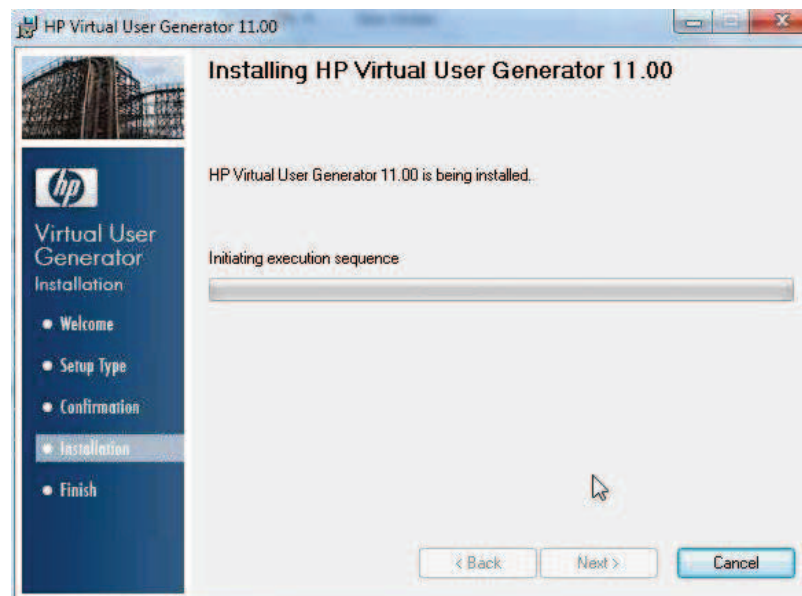 HP Virtual User Generator 11.00
Installing HP Virtual User Generator 11.00
hp
Virtual User
Generator
Installation
Welcome
Setup Type
Confirmation
Installation
Finish
HP Virtual User Generator 11.00 is being installed.
Initiating execution sequence
< Back
Next >
Cancel